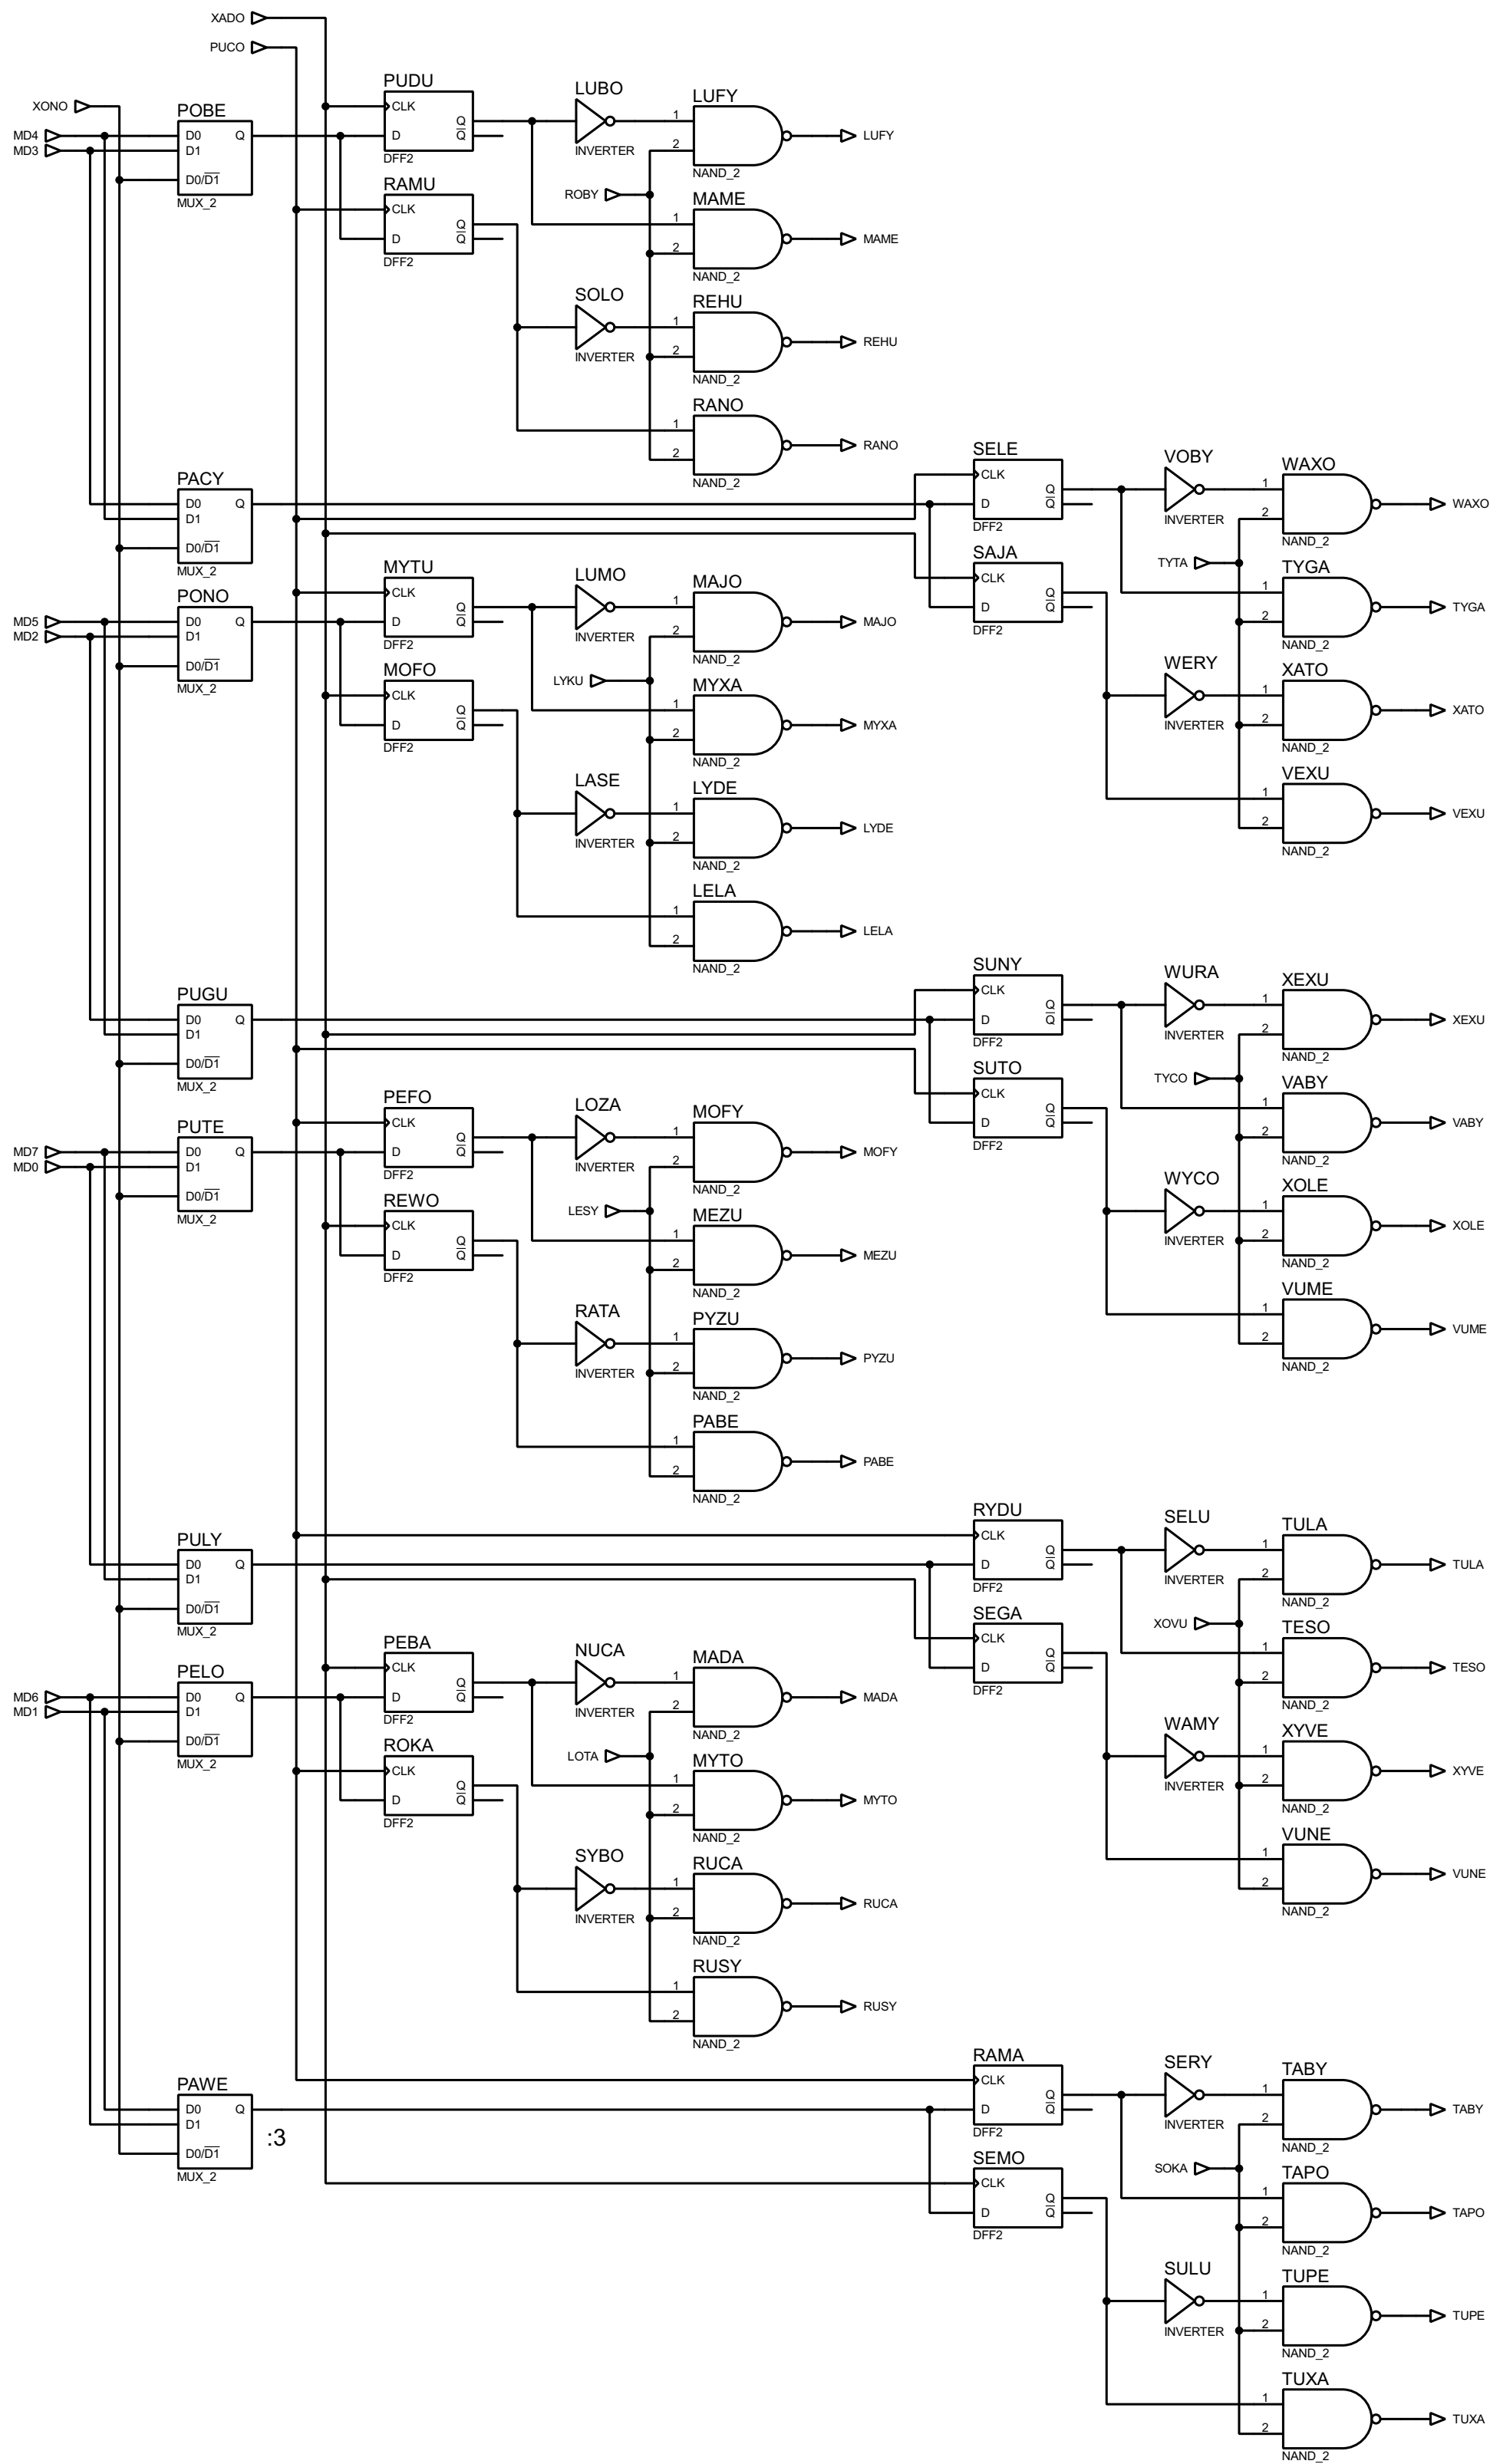 XADO
PUCO
XONO
MD4
MD3
POBE
D0 Q
D1
D0/D1
MUX_2
PUDU
CLK
Q
D Q
DFF2
RAMU
CLK
Q
D Q
DFF2
LUBO
INVERTER
ROBY
LUFY
1
2
NAND_2
LUFY
MAME
1
2
NAND_2
MAME
SOLO
INVERTER
REHU
1
2
NAND_2
REHU
RANO
1
2
NAND_2
RANO
PACY
D0 Q
D1
D0/D1
MUX_2
SELE
CLK
Q
D Q
DFF2
SAJA
CLK
Q
D Q
DFF2
VOBY
INVERTER
TYTA
WAXO
1
2
NAND_2
WAXO
TYGA
1
2
NAND_2
TYGA
WERY
INVERTER
XATO
1
2
NAND_2
XATO
VEXU
1
2
NAND_2
VEXU
MD5
MD2
PONO
D0 Q
D1
D0/D1
MUX_2
MYTU
CLK
Q
D Q
DFF2
MOFO
CLK
Q
D Q
DFF2
LUMO
INVERTER
LYKU
MAJO
1
2
NAND_2
MAJO
MYXA
1
2
NAND_2
MYXA
LASE
INVERTER
LYDE
1
2
NAND_2
LYDE
LELA
1
2
NAND_2
LELA
PUGU
D0 Q
D1
D0/D1
MUX_2
SUNY
CLK
Q
D Q
DFF2
SUTO
CLK
Q
D Q
DFF2
WURA
INVERTER
TYCO
XEXU
1
2
NAND_2
XEXU
VABY
1
2
NAND_2
VABY
WYCO
INVERTER
XOLE
1
2
NAND_2
XOLE
VUME
1
2
NAND_2
VUME
MD7
MD0
PUTE
D0 Q
D1
D0/D1
MUX_2
PEFO
CLK
Q
D Q
DFF2
REWO
CLK
Q
D Q
DFF2
LOZA
INVERTER
LESY
MOFY
1
2
NAND_2
MOFY
MEZU
1
2
NAND_2
MEZU
RATA
INVERTER
PYZU
1
2
NAND_2
PYZU
PABE
1
2
NAND_2
PABE
PULY
D0 Q
D1
D0/D1
MUX_2
RYDU
CLK
Q
D Q
DFF2
SEGA
CLK
Q
D Q
DFF2
SELU
INVERTER
XOVU
TULA
1
2
NAND_2
TULA
TESO
1
2
NAND_2
TESO
WAMY
INVERTER
XYVE
1
2
NAND_2
XYVE
VUNE
1
2
NAND_2
VUNE
MD6
MD1
PELO
D0 Q
D1
D0/D1
MUX_2
PEBA
CLK
Q
D Q
DFF2
ROKA
CLK
Q
D Q
DFF2
NUCA
INVERTER
LOTA
MADA
1
2
NAND_2
MADA
MYTO
1
2
NAND_2
MYTO
SYBO
INVERTER
RUCA
1
2
NAND_2
RUCA
RUSY
1
2
NAND_2
RUSY
PAWE
D0 Q
D1
D0/D1
MUX_2
:3
RAMA
CLK
Q
D Q
DFF2
SEMO
CLK
Q
D Q
DFF2
SERY
INVERTER
SOKA
TABY
1
2
NAND_2
TABY
TAPO
1
2
NAND_2
TAPO
SULU
INVERTER
TUPE
1
2
NAND_2
TUPE
TUXA
1
2
NAND_2
TUXA